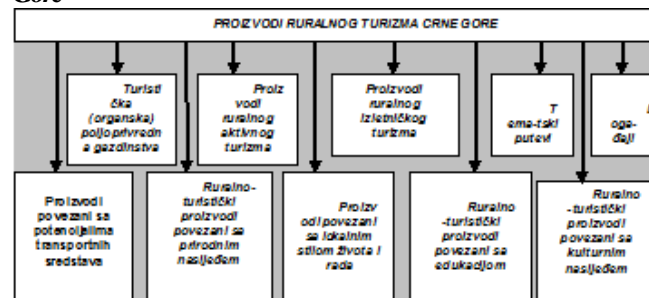 Gore
PROIZVODI RURALNOG TURIZMA CRNE GORE
Turisti
čka
(organska)
poljoprivredn
a gazdinstva
Proiz
vodi
ruralnog
aktivnog
turizma
Proizvodi
ruralnog
izletničkog
turizma
T
ema-tski
putevi
oga-
đaji
Proizvodi
povezani sa
potencijalima
transportnih
sredstava
Ruralno-
turistički
proizvodi
povezani sa
prirodnim
nasljeđem
Proizv
odi povezani
sa lokalnim
stilom života i
rada
Ruralno
-turistički
proizvodi
povezani sa
edukacijom
Ruralno
-turistički
proizvodi
povezani sa
kulturnim
nasljeđem